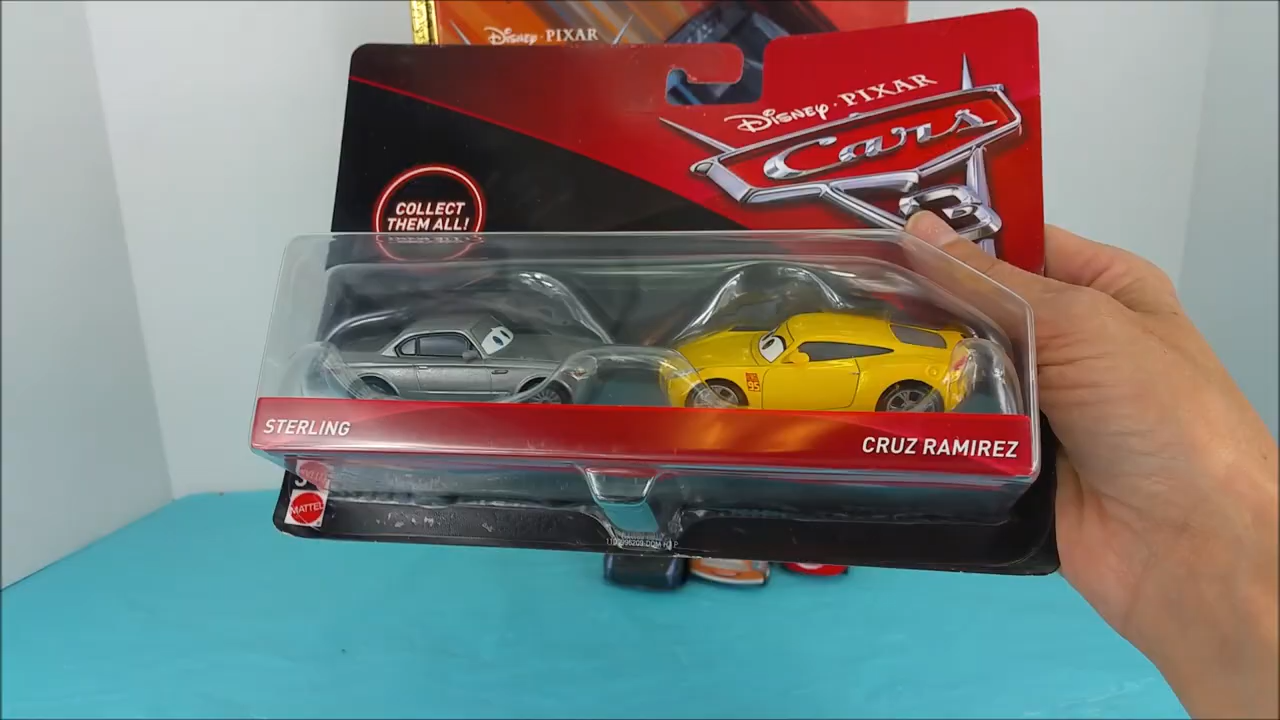 Disney · PIXAR
Disney · PIXAR
Cars
3
COLLECT
THEM ALL!
95
STERLING
CRUZ RAMIREZ
MATTEL